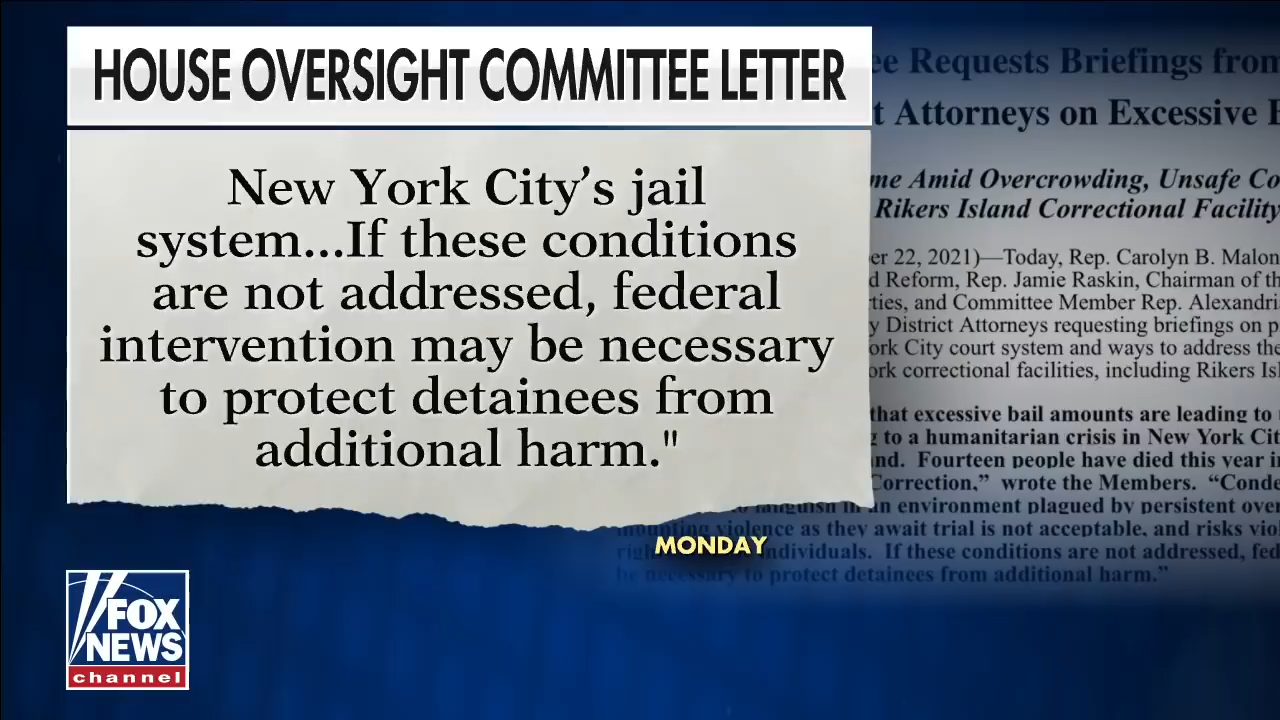 HOUSE OVERSIGHT COMMITTEE LETTER
New York City's jail
system...If these conditions
are not addressed, federal
intervention may be necessary
to protect detainees from
additional harm."
MONDAY
Requests Briefings from
Attorneys on Excessive
Amid Overcrowding, Unsafe
Rikers Island Correctional Facility
22, 2021)—Today, Rep. Carolyn B.
Reform, Rep. Jamie Raskin, Chairman of
and Committee Member Rep.
District Attorneys requesting briefings on
City court system and ways to address
correctional facilities, including Rikers
that excessive bail amounts are leading to
to a humanitarian crisis in New York
Fourteen people have died this year
Correction," wrote the Members. "
an environment plagued by persistent
violence as they await trial is not acceptable, and risks
individuals. If these conditions are not addressed,
be necessary to protect detainees from additional harm."
FOX
NEWS
channel